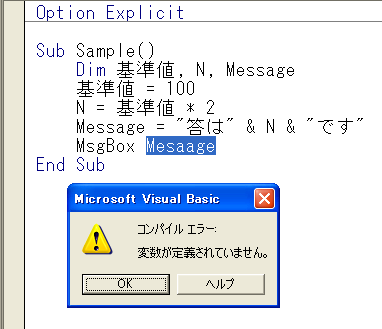 Option Explicit
Sub Sample()
Dim 基準値, N, Message
基準値 = 100
N = 基準値 * 2
Message = "答は" & N & "です"
MsgBox Mesaage
End Sub
Microsoft Visual Basic
コンパイル エラー:
変数が定義されていません。
OK
ヘルプ